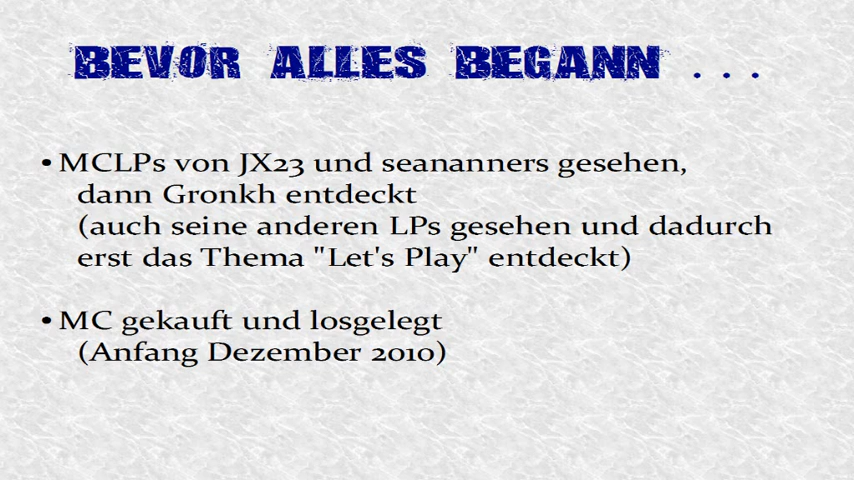 BEVOR ALLES BEGANN . . .
• MCLPs von JX23 und seananners gesehen,
dann Gronkh entdeckt
(auch seine anderen LPs gesehen und dadurch
erst das Thema "Let's Play" entdeckt)
• MC gekauft und losgelegt
(Anfang Dezember 2010)